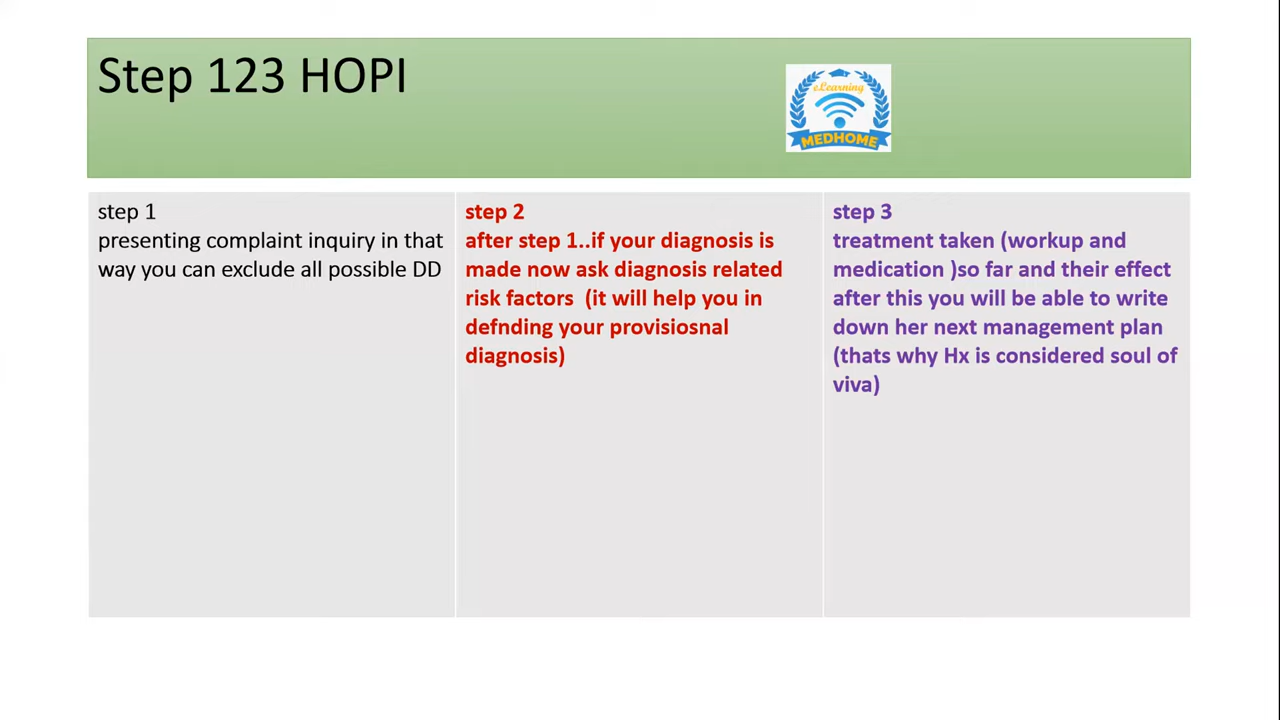 Step 123 HOPI
eLearning
MEDHOME
step 1
presenting complaint inquiry in that
way you can exclude all possible DD
step 2
after step 1..if your diagnosis is
made now ask diagnosis related
risk factors (it will help you in
defnding your provisiosnal
diagnosis)
step 3
treatment taken (workup and
medication )so far and their effect
after this you will be able to write
down her next management plan
(thats why Hx is considered soul of
viva)